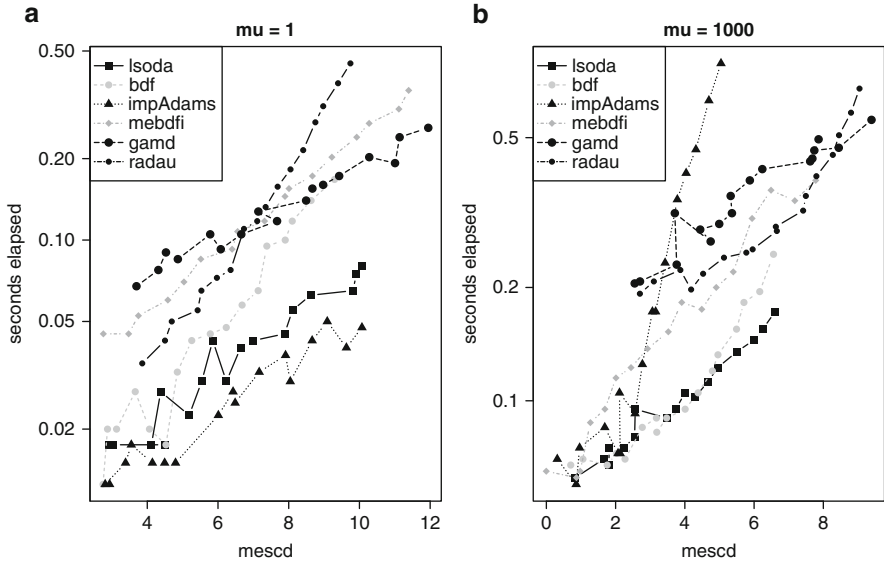 a
mu = 1
0.50
0.20
0.10
0.05
0.02
seconds elapsed
lsoda
bdf
impAdams
mebdfi
gamd
radau
4
6
8
10
12
mescd
b
mu = 1000
0.5
0.2
0.1
seconds elapsed
lsoda
bdf
impAdams
mebdfi
gamd
radau
0
2
4
6
8
mescd